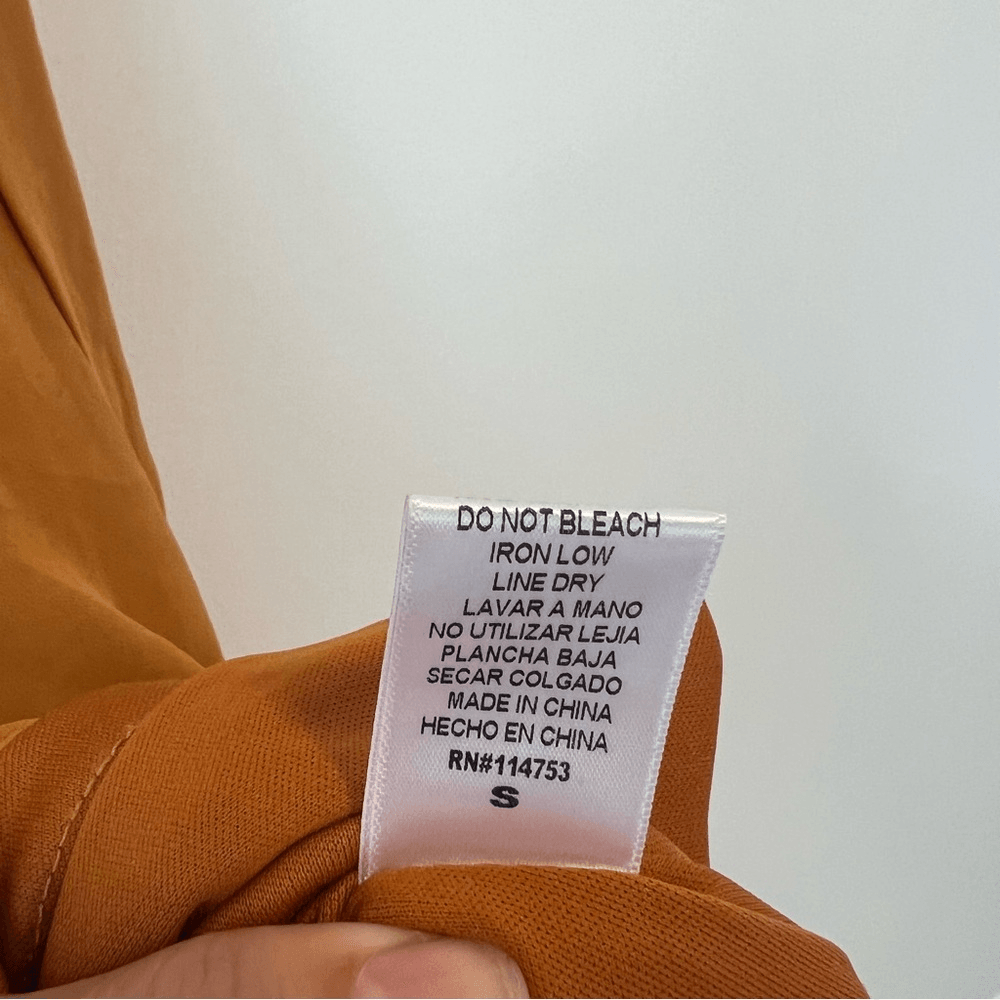 DO NOT BLEACH
IRON LOW
LINE DRY
LAVAR A MANO
NO UTILIZAR LEJIA
PLANCHA BAJA
SECAR COLGADO
MADE IN CHINA
HECHO EN CHINA
RN#114753
S